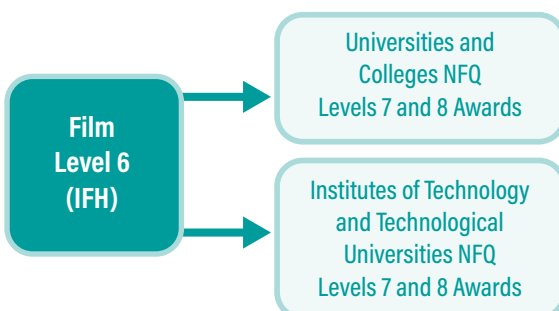 Film
Level 6
(IFH)
Universities and
Colleges NFQ
Levels 7 and 8 Awards
Institutes of Technology
and Technological
Universities NFQ
Levels 7 and 8 Awards